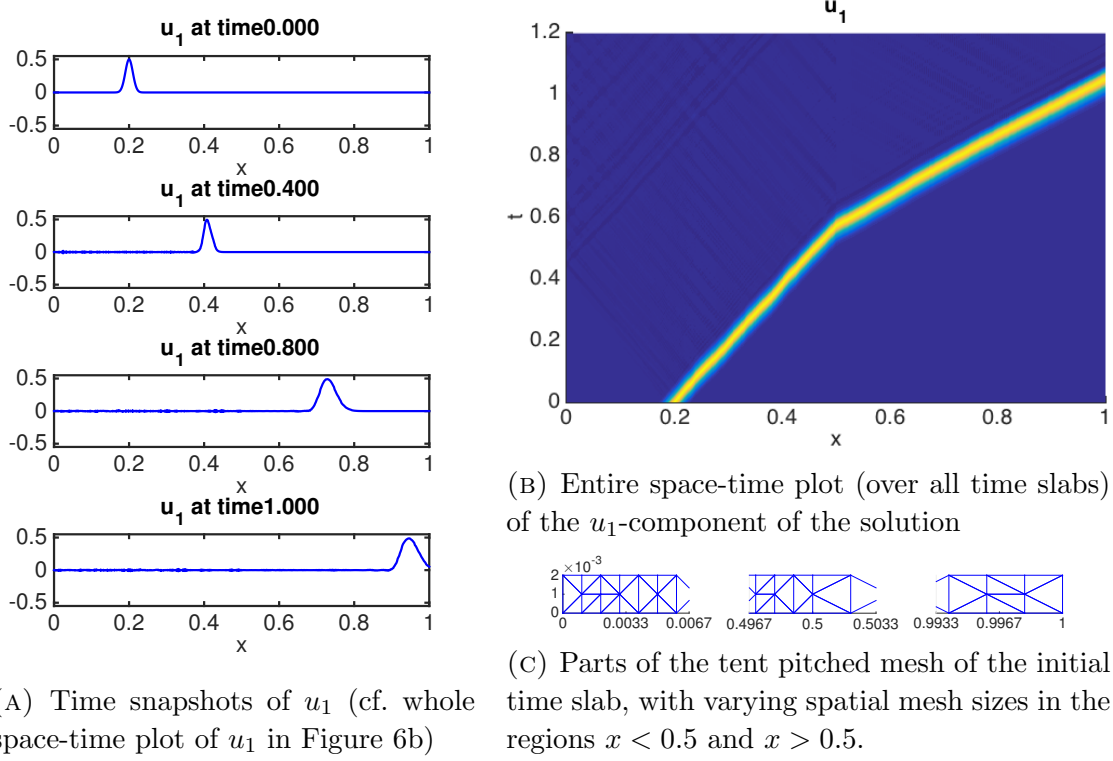 u1 at time0.000
0.5
0
-0.5
0 0.2 0.4 0.6 0.8 1
x
u1 at time0.400
0.5
0
-0.5
0 0.2 0.4 0.6 0.8 1
x
u1 at time0.800
0.5
0
-0.5
0 0.2 0.4 0.6 0.8 1
x
u1 at time1.000
0.5
0
-0.5
0 0.2 0.4 0.6 0.8 1
x
(A) Time snapshots of u1 (cf. whole
space-time plot of u1 in Figure 6b)
u1
1.2
1
0.8
0.6
t
0.4
0.2
0
0 0.2 0.4 0.6 0.8 1
x
(B) Entire space-time plot (over all time slabs)
of the u1-component of the solution
×10^-3
2
1
0
0 0.0033 0.0067
0.4967 0.5 0.5033
0.9933 0.9967 1
(C) Parts of the tent pitched mesh of the initial
time slab, with varying spatial mesh sizes in the
regions x < 0.5 and x > 0.5.